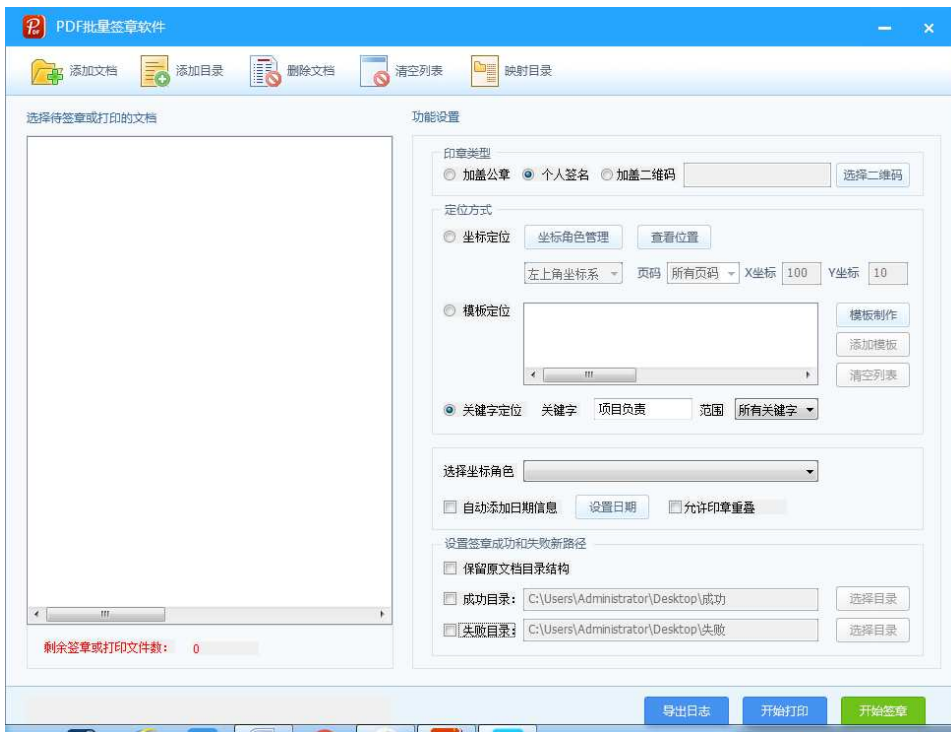 PDF批量签章软件
添加文档 添加目录 删除文档 清空列表 映射目录
选择待签章或打印的文档
功能设置
印章类型
加盖公章 个人签名 加盖二维码 选择二维码
定位方式
坐标定位 坐标角色管理 查看位置
左上角坐标系 页码 所有页码 X坐标 100 Y坐标 10
模板定位 模板制作
添加模板
清空列表
关键字定位 关键字 项目负责 范围 所有关键字
选择坐标角色
自动添加日期信息 设置日期 允许印章重叠
设置签章成功和失败新路径
保留原文档目录结构
成功目录: C:\Users\Administrator\Desktop\成功 选择目录
失败目录: C:\Users\Administrator\Desktop\失败 选择目录
剩余签章或打印文件数: 0
导出日志 开始打印 开始签章